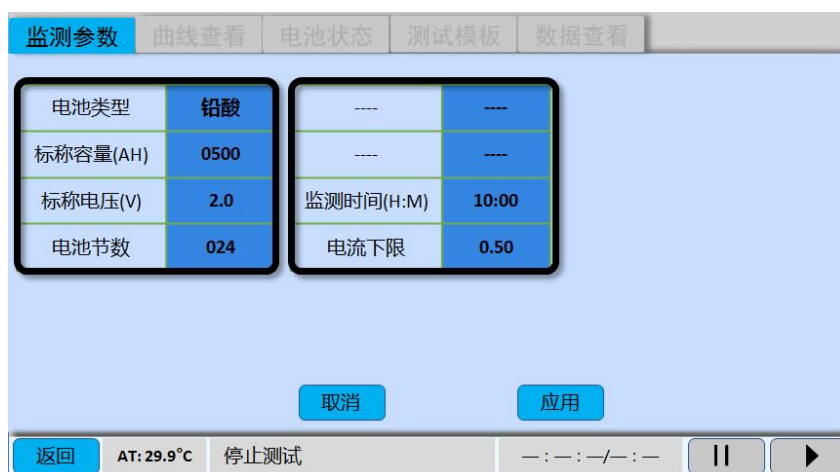 监测参数 曲线查看 电池状态 测试模板 数据查看
电池类型 铅酸 ---- ----
标称容量(AH) 0500 ---- ----
标称电压(V) 2.0 监测时间(H:M) 10:00
电池节数 024 电流下限 0.50
取消 应用
返回 AT: 29.9°C 停止测试 —:—:—/—:—